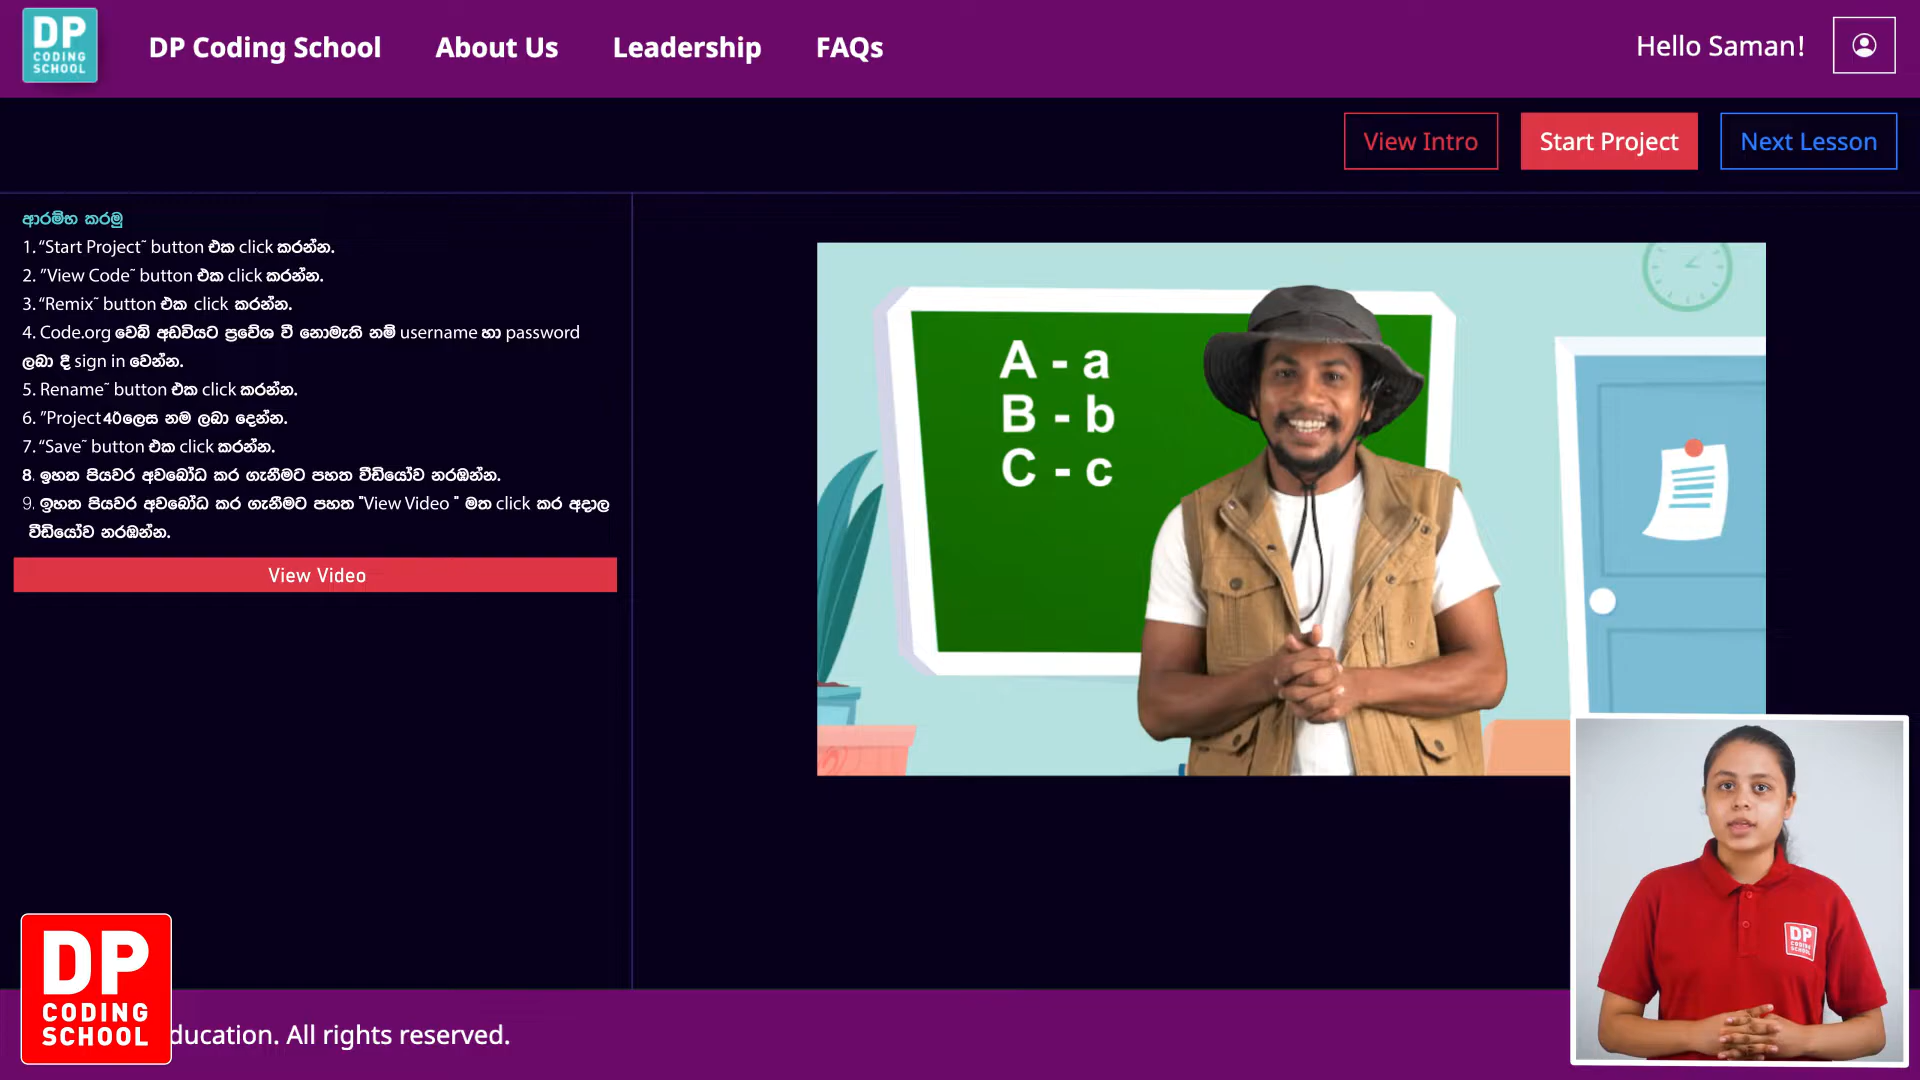 DP
CODING
SCHOOL
DP Coding School About Us Leadership FAQs
Hello Saman!
View Intro Start Project Next Lesson
ආරම්භ කරමු
1. “Start Project˜ button එක click කරන්න.
2. ”View Code˜ button එක click කරන්න.
3. “Remix˜ button එක click කරන්න.
4. Code.org වෙබ් අඩවියට ප්‍රවේශ වී නොමැති නම් username හා password
ලබා දී sign in වෙන්න.
5. Rename˜ button එක click කරන්න.
6. ”Project 4Oලෙස නම ලබා දෙන්න.
7. “Save˜ button එක click කරන්න.
8. ඉහත පියවර අවබෝධ කර ගැනීමට පහත වීඩියෝව නරඹන්න.
9. ඉහත පියවර අවබෝධ කර ගැනීමට පහත "View Video " මත click කර අදාල
වීඩියෝව නරඹන්න.
View Video
A - a
B - b
C - c
DP
CODING
SCHOOL
DP
CODING
SCHOOL
ducation. All rights reserved.